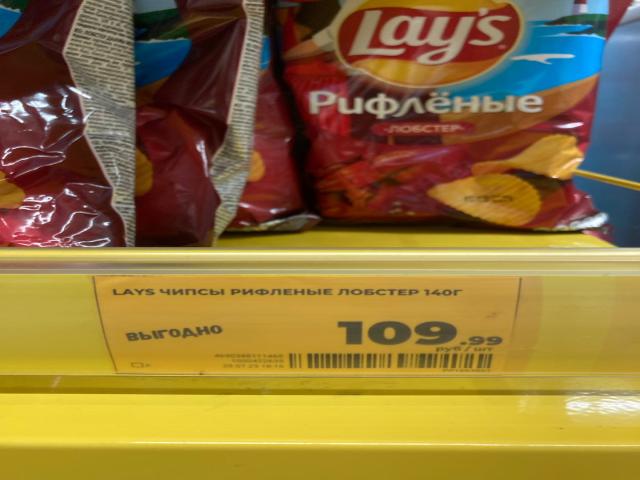 Lay's
Рифлёные
ЛОБСТЕР
LAYS ЧИПСЫ РИФЛЕНЫЕ ЛОБСТЕР 140Г
ВЫГОДНО
109.99
руб / шт